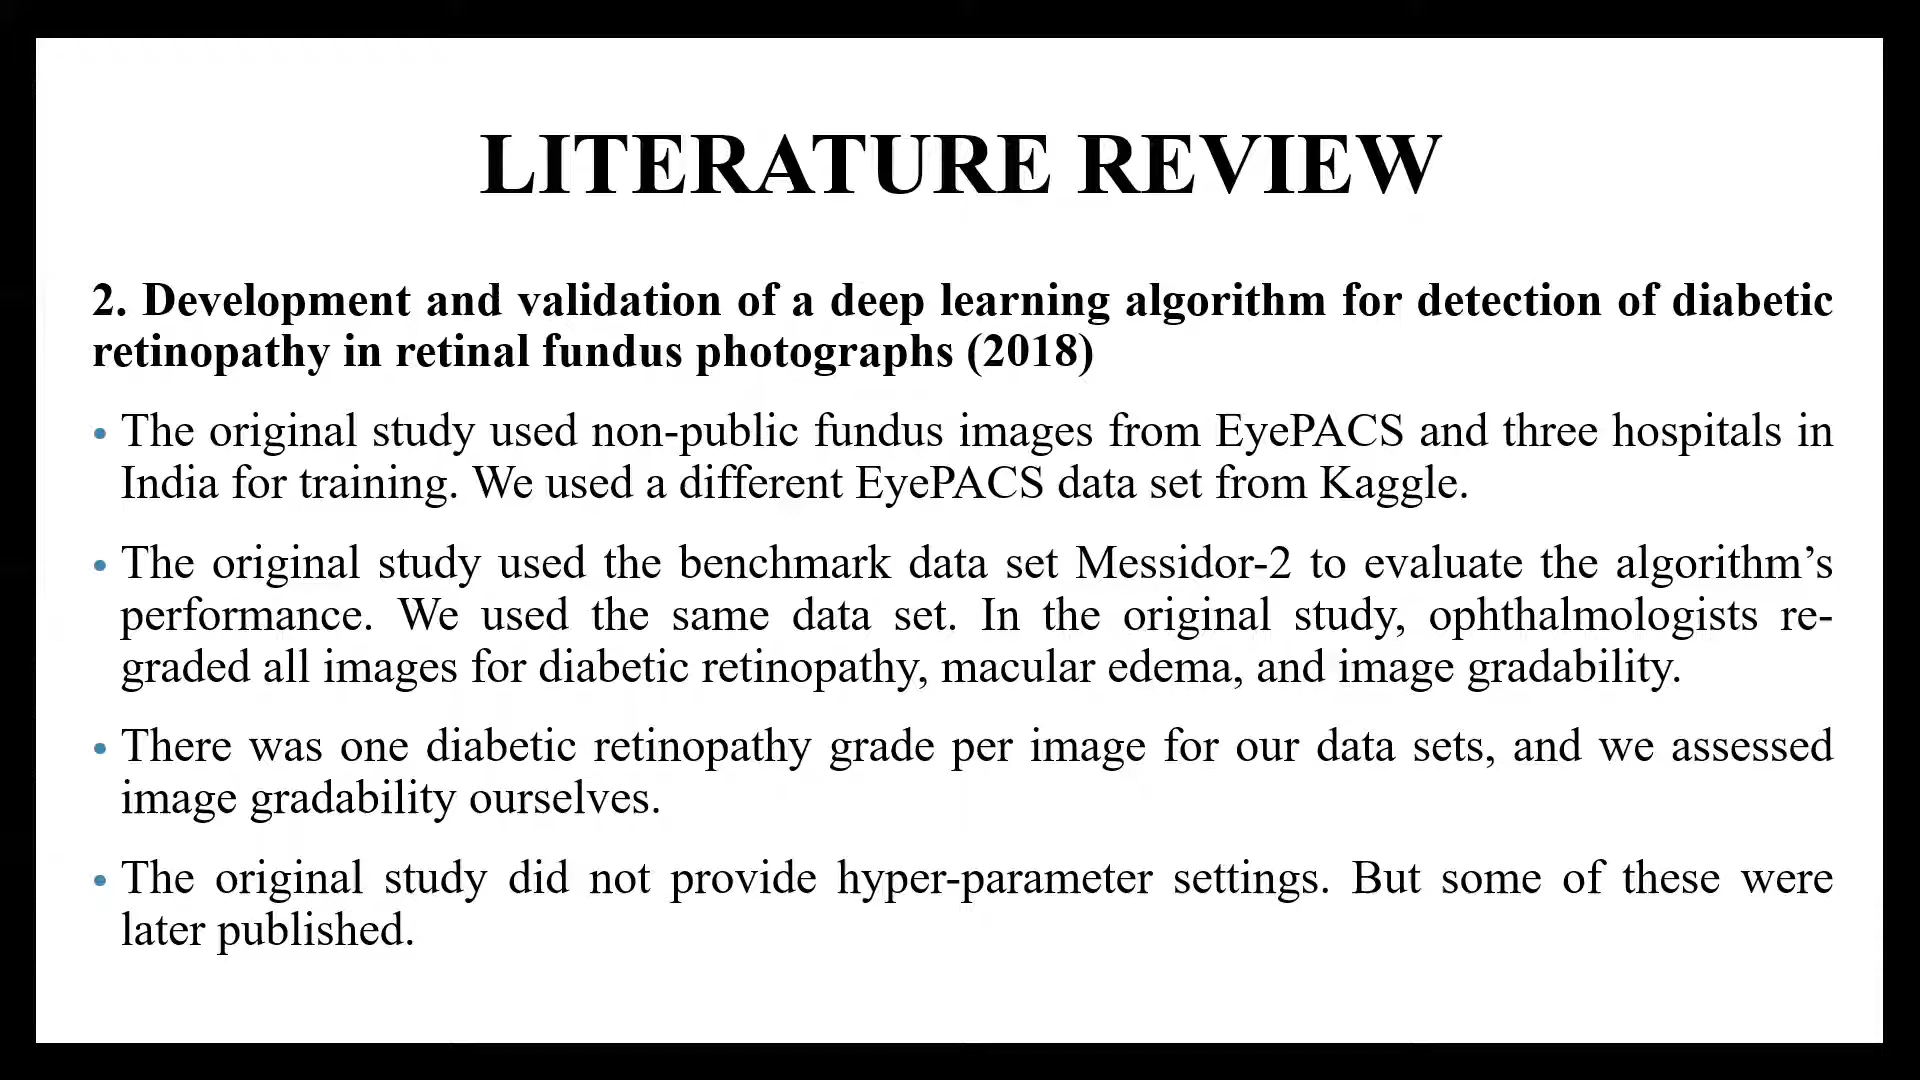 LITERATURE REVIEW
2. Development and validation of a deep learning algorithm for detection of diabetic
retinopathy in retinal fundus photographs (2018)
• The original study used non-public fundus images from EyePACS and three hospitals in
India for training. We used a different EyePACS data set from Kaggle.
• The original study used the benchmark data set Messidor-2 to evaluate the algorithm’s
performance. We used the same data set. In the original study, ophthalmologists re-
graded all images for diabetic retinopathy, macular edema, and image gradability.
• There was one diabetic retinopathy grade per image for our data sets, and we assessed
image gradability ourselves.
• The original study did not provide hyper-parameter settings. But some of these were
later published.